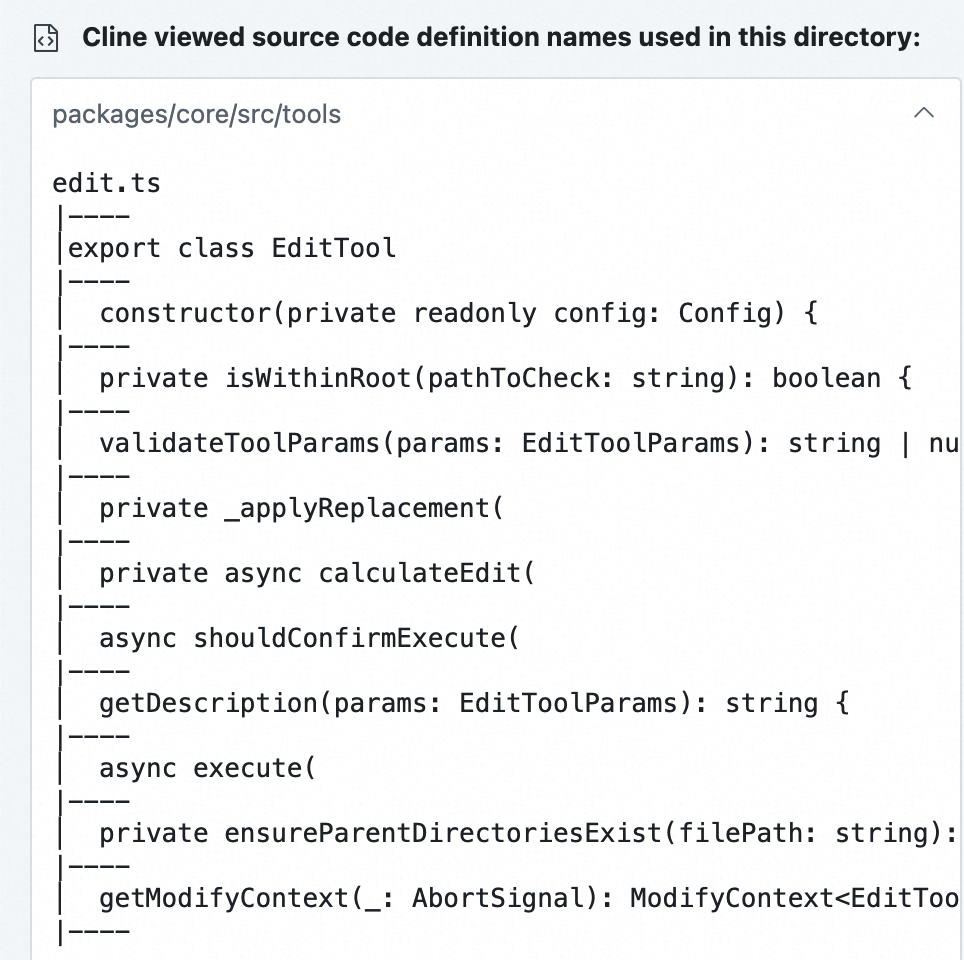 Cline viewed source code definition names used in this directory:
packages/core/src/tools
edit.ts
|----
│export class EditTool
|----
│  constructor(private readonly config: Config) {
|----
│  private isWithinRoot(pathToCheck: string): boolean {
|----
│  validateToolParams(params: EditToolParams): string | nu
|----
│  private _applyReplacement(
|----
│  private async calculateEdit(
|----
│  async shouldConfirmExecute(
|----
│  getDescription(params: EditToolParams): string {
|----
│  async execute(
|----
│  private ensureParentDirectoriesExist(filePath: string):
|----
│  getModifyContext(_: AbortSignal): ModifyContext<EditToo
|----